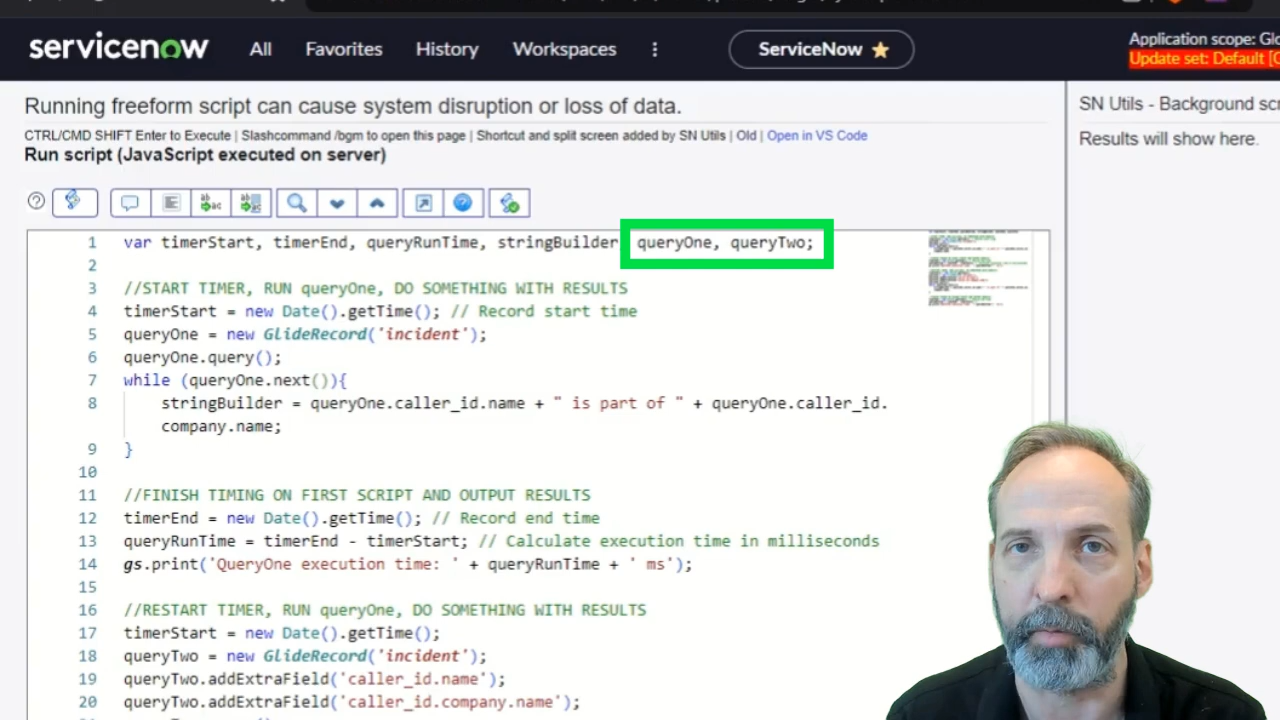 servicenow All Favorites History Workspaces ServiceNow Application scope: Glo
Update set: Default [G
Running freeform script can cause system disruption or loss of data.
CTRL/CMD SHIFT Enter to Execute | Slashcommand /bgm to open this page | Shortcut and split screen added by SN Utils | Old | Open in VS Code
Run script (JavaScript executed on server)
SN Utils - Background scr
Results will show here.
1 var timerStart, timerEnd, queryRunTime, stringBuilder queryOne, queryTwo;
2
3 //START TIMER, RUN queryOne, DO SOMETHING WITH RESULTS
4 timerStart = new Date().getTime(); // Record start time
5 queryOne = new GlideRecord('incident');
6 queryOne.query();
7 while (queryOne.next()){
8 stringBuilder = queryOne.caller_id.name + " is part of " + queryOne.caller_id.
company.name;
9 }
10
11 //FINISH TIMING ON FIRST SCRIPT AND OUTPUT RESULTS
12 timerEnd = new Date().getTime(); // Record end time
13 queryRunTime = timerEnd - timerStart; // Calculate execution time in milliseconds
14 gs.print('QueryOne execution time: ' + queryRunTime + ' ms');
15
16 //RESTART TIMER, RUN queryOne, DO SOMETHING WITH RESULTS
17 timerStart = new Date().getTime();
18 queryTwo = new GlideRecord('incident');
19 queryTwo.addExtraField('caller_id.name');
20 queryTwo.addExtraField('caller_id.company.name');